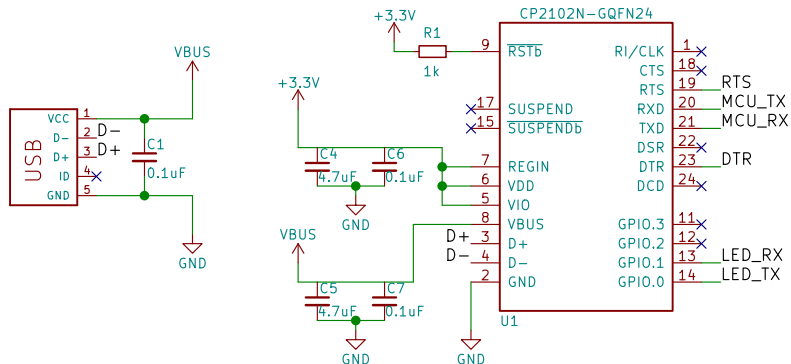 CP2102N-GQFN24
+3.3V
R1
1k
9 RSTb
RI/CLK 1
CTS 18
RTS 19 RTS
RXD 20 MCU_TX
TXD 21 MCU_RX
DSR 22
DTR 23 DTR
DCD 24
GPIO.3 11
GPIO.2 12
GPIO.1 13 LED_RX
GPIO.0 14 LED_TX
17 SUSPEND
15 SUSPENDb
7 REGIN
6 VDD
5 VIO
8 VBUS
D+ 3 D+
D- 4 D-
2 GND
U1
GND
VBUS
USB
VCC 1
D- 2 D-
D+ 3 D+
ID 4
GND 5
C1
0.1uF
GND
+3.3V
C4
4.7uF
C6
0.1uF
GND
VBUS
C5
4.7uF
C7
0.1uF
GND